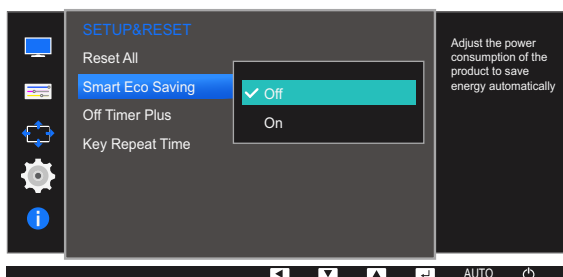 SETUP&RESET
Reset All
Smart Eco Saving
Off Timer Plus
Key Repeat Time
Off
On
Adjust the power
consumption of the
product to save
energy automatically
AUTO